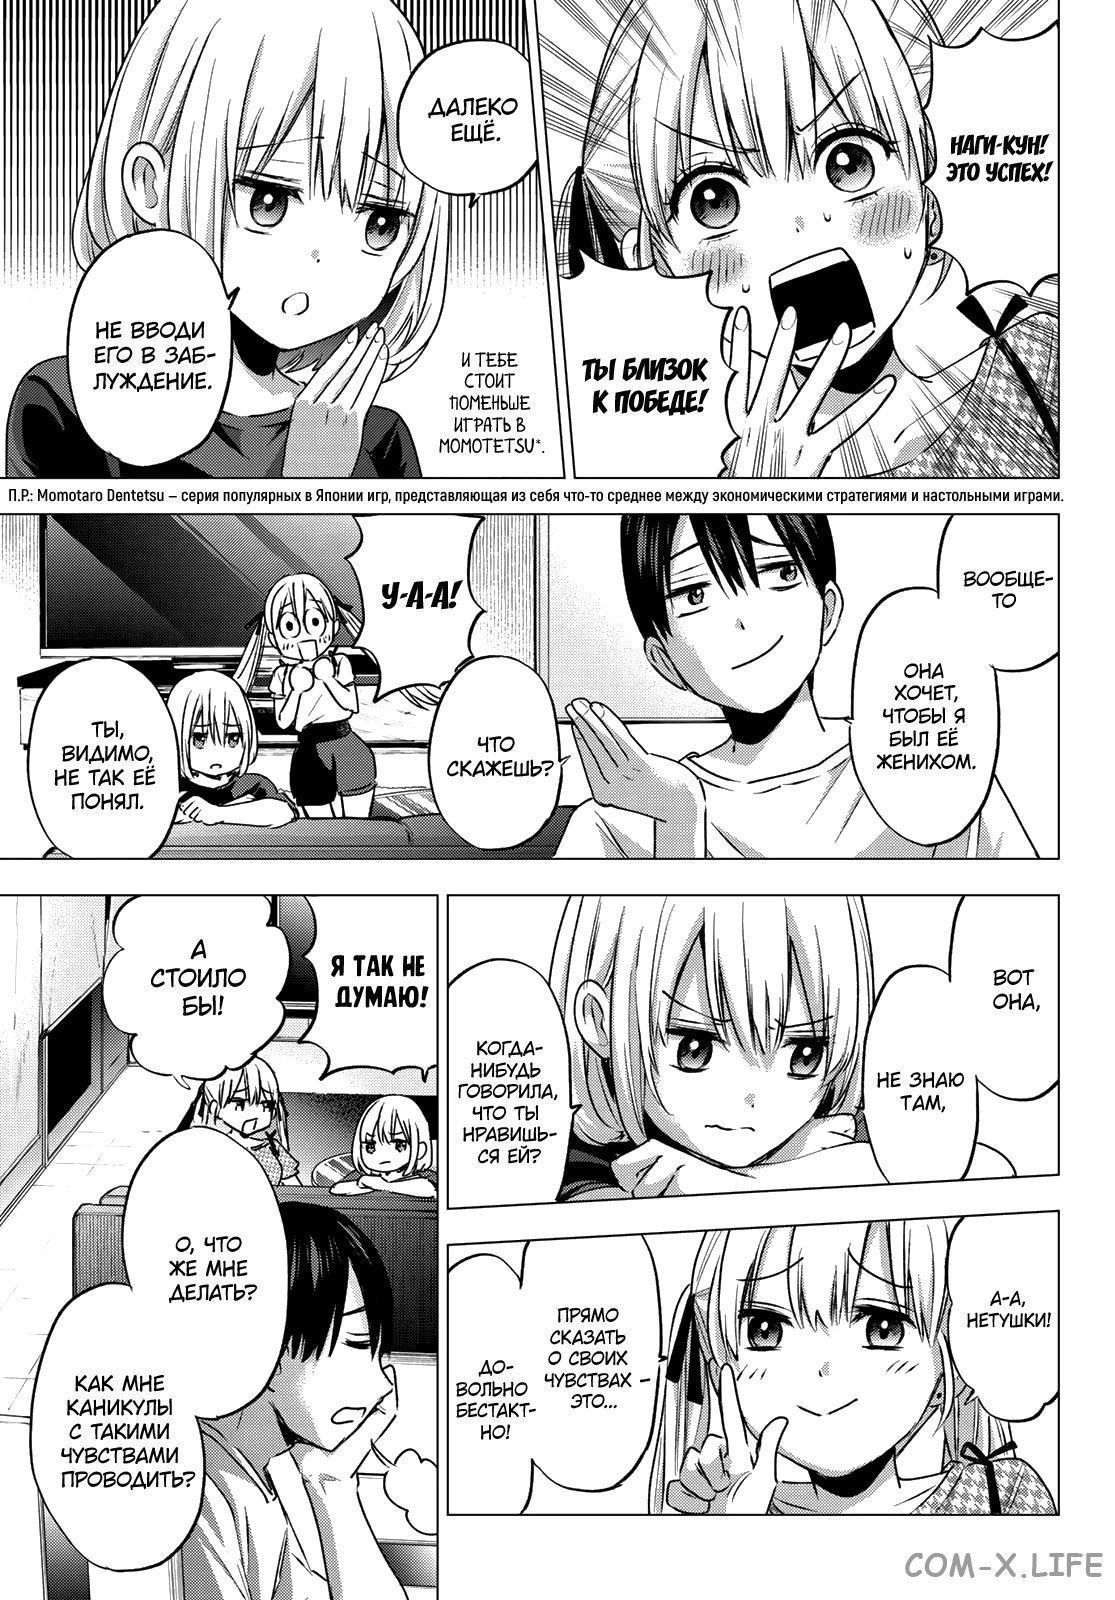 НАГИ-КУН!
ЭТО УСПЕХ!
ТЫ БЛИЗОК
К ПОБЕДЕ!
ДАЛЕКО
ЕЩЁ.
НЕ ВВОДИ
ЕГО В ЗАБ-
ЛУЖДЕНИЕ.
И ТЕБЕ
СТОИТ
ПОМЕНЬШЕ
ИГРАТЬ В
MOMOTETSU*.
П.Р.: Momotaro Dentetsu – серия популярных в Японии игр, представляющая из себя что-то среднее между экономическими стратегиями и настольными играми.
ВООБЩЕ-
ТО
ОНА
ХОЧЕТ,
ЧТОБЫ Я
БЫЛ ЕЁ
ЖЕНИХОМ.
ЧТО
СКАЖЕШЬ?
У-А-А!
ТЫ,
ВИДИМО,
НЕ ТАК ЕЁ
ПОНЯЛ.
ВОТ
ОНА,
НЕ ЗНАЮ
ТАМ,
КОГДА-
НИБУДЬ
ГОВОРИЛА,
ЧТО ТЫ
НРАВИШЬ-
СЯ ЕЙ?
А-А,
НЕТУШКИ!
ПРЯМО
СКАЗАТЬ
О СВОИХ
ЧУВСТВАХ –
ЭТО...
ДО-
ВОЛЬНО
БЕСТАКТ-
НО!
Я ТАК НЕ
ДУМАЮ!
А
СТОИЛО
БЫ!
О, ЧТО
ЖЕ МНЕ
ДЕЛАТЬ?
КАК МНЕ
КАНИКУЛЫ
С ТАКИМИ
ЧУВСТВАМИ
ПРОВОДИТЬ?
COM-X.LIFE